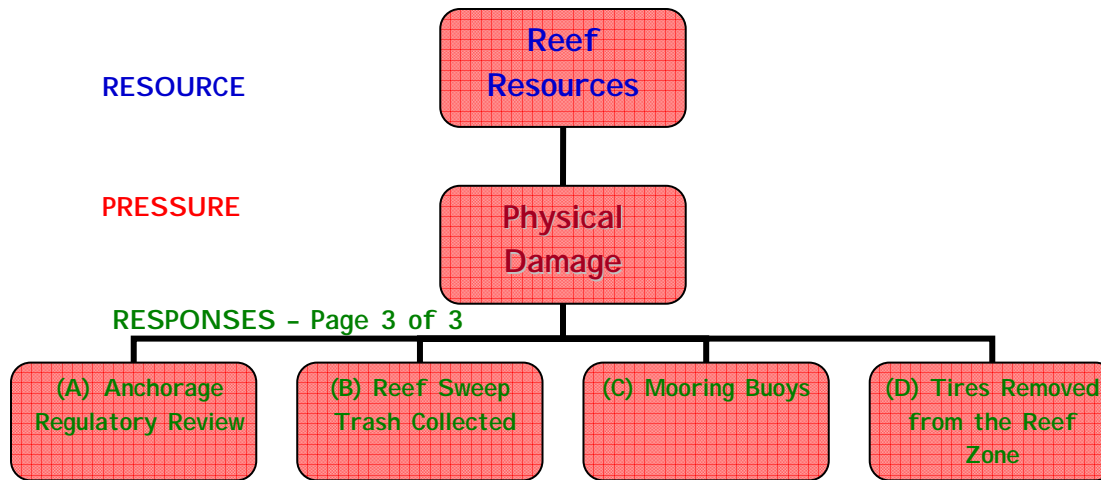 Reef
Resources
RESOURCE
PRESSURE
Physical
Damage
RESPONSES – Page 3 of 3
(A) Anchorage
Regulatory Review
(B) Reef Sweep
Trash Collected
(C) Mooring Buoys
(D) Tires Removed
from the Reef
Zone